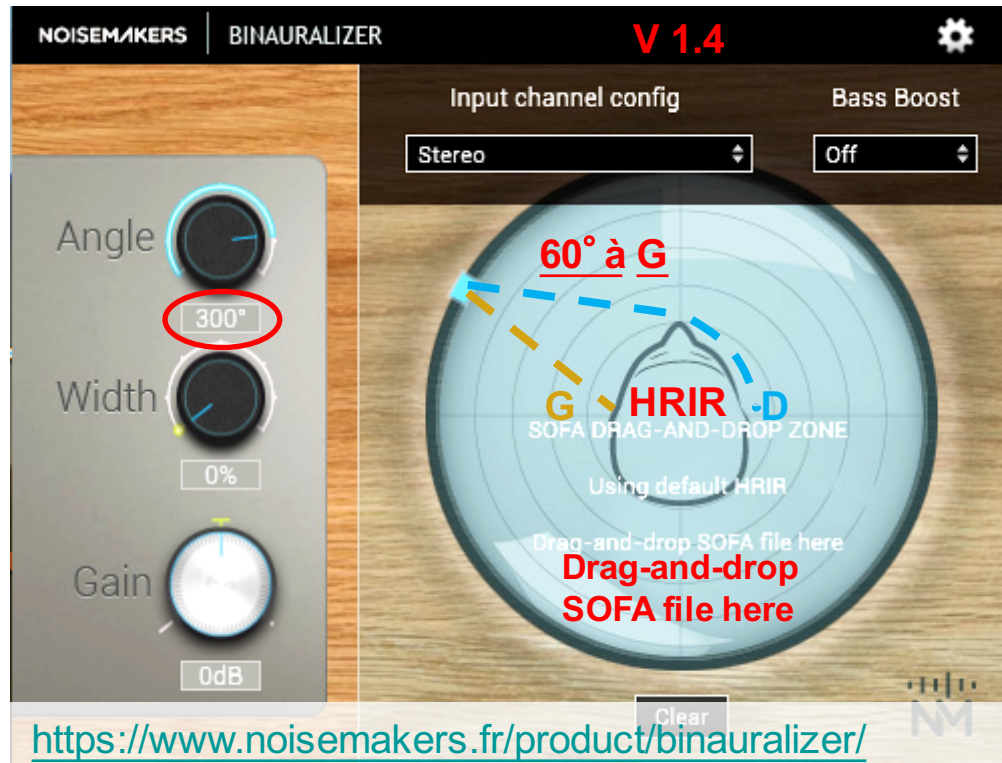 NOISEMAKERS BINAURALIZER V 1.4
Input channel config Bass Boost
Stereo Off
Angle
300°
60° à G
Width
0%
G HRIR D
SOFA DRAG-AND-DROP ZONE
Using default HRIR
Drag-and-drop SOFA file here
Drag-and-drop
SOFA file here
Gain
0dB
Clear
NM
https://www.noisemakers.fr/product/binauralizer/